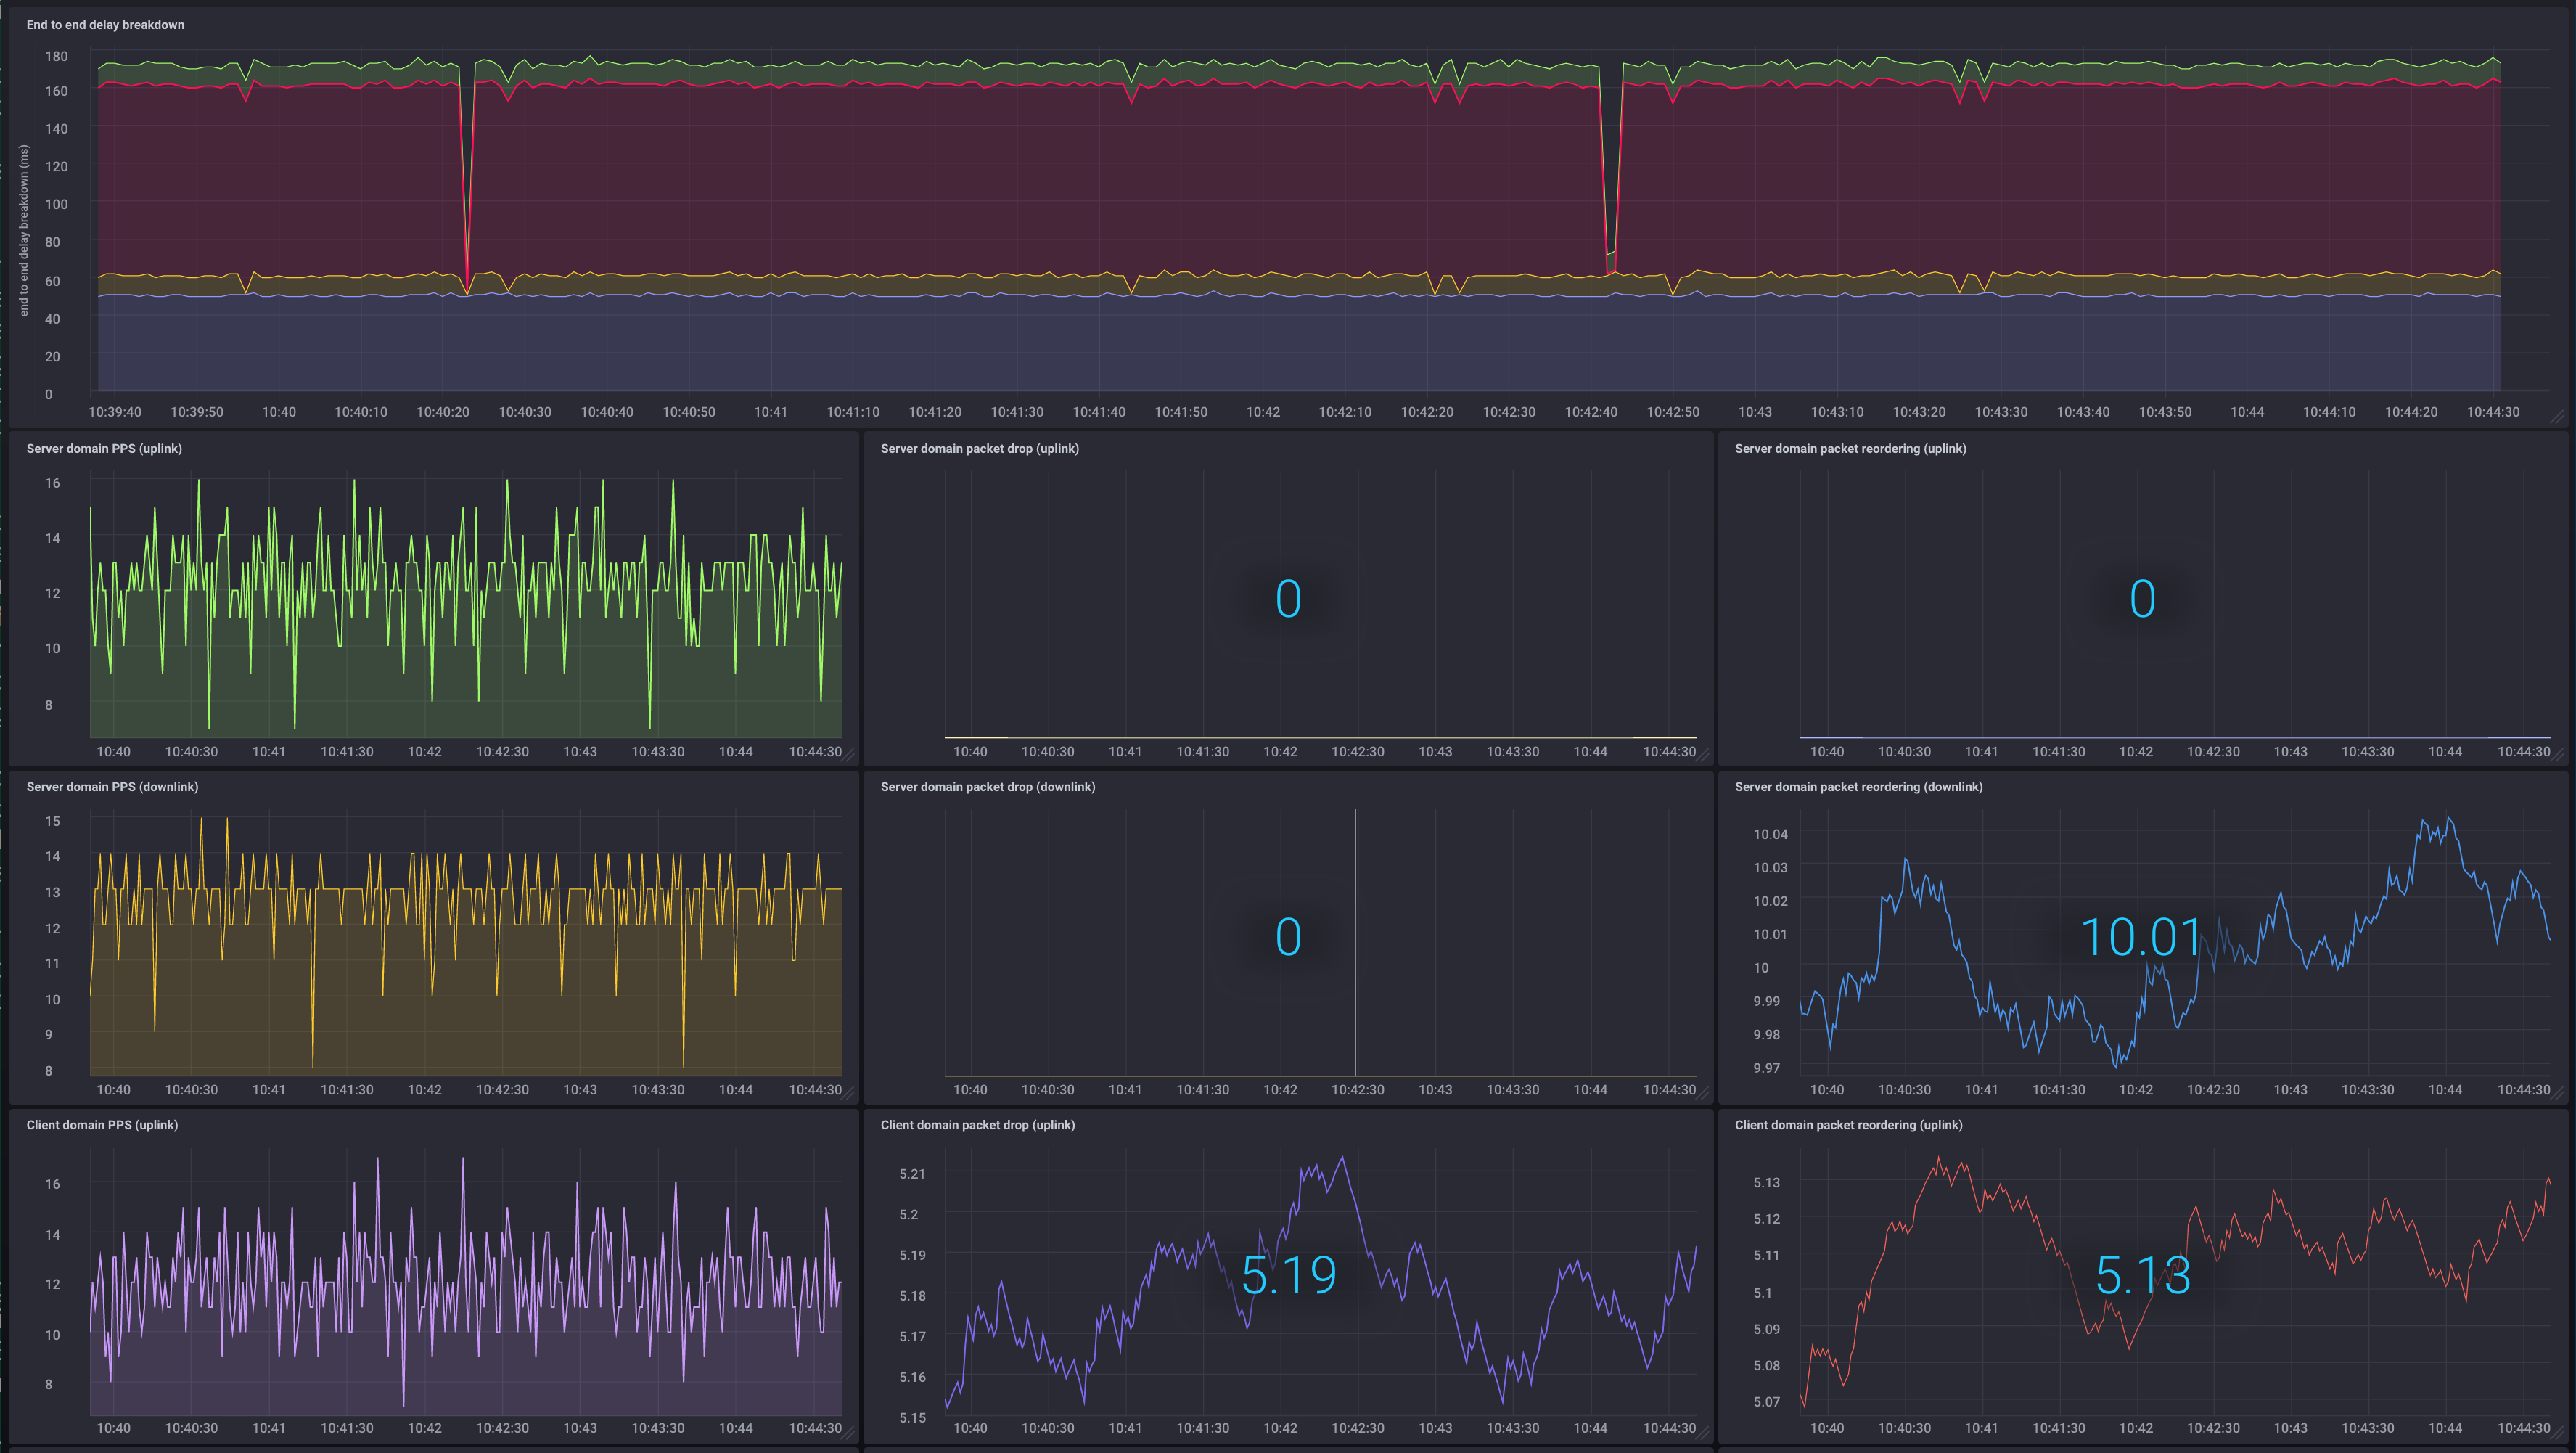 End to end delay breakdown
end to end delay breakdown (ms)
180
160
140
120
100
80
60
40
20
0
10:39:40 10:39:50 10:40 10:40:10 10:40:20 10:40:30 10:40:40 10:40:50 10:41 10:41:10 10:41:20 10:41:30 10:41:40 10:41:50 10:42 10:42:10 10:42:20 10:42:30 10:42:40 10:42:50 10:43 10:43:10 10:43:20 10:43:30 10:43:40 10:43:50 10:44 10:44:10 10:44:20 10:44:30
Server domain PPS (uplink)
16
14
12
10
8
10:40 10:40:30 10:41 10:41:30 10:42 10:42:30 10:43 10:43:30 10:44 10:44:30
Server domain packet drop (uplink)
0
10:40 10:40:30 10:41 10:41:30 10:42 10:42:30 10:43 10:43:30 10:44 10:44:30
Server domain packet reordering (uplink)
0
10:40 10:40:30 10:41 10:41:30 10:42 10:42:30 10:43 10:43:30 10:44 10:44:30
Server domain PPS (downlink)
15
14
13
12
11
10
9
8
10:40 10:40:30 10:41 10:41:30 10:42 10:42:30 10:43 10:43:30 10:44 10:44:30
Server domain packet drop (downlink)
0
10:40 10:40:30 10:41 10:41:30 10:42 10:42:30 10:43 10:43:30 10:44 10:44:30
Server domain packet reordering (downlink)
10.04
10.03
10.02
10.01
10
9.99
9.98
9.97
10.01
10:40 10:40:30 10:41 10:41:30 10:42 10:42:30 10:43 10:43:30 10:44 10:44:30
Client domain PPS (uplink)
16
14
12
10
8
10:40 10:40:30 10:41 10:41:30 10:42 10:42:30 10:43 10:43:30 10:44 10:44:30
Client domain packet drop (uplink)
5.21
5.2
5.19
5.18
5.17
5.16
5.15
5.19
10:40 10:40:30 10:41 10:41:30 10:42 10:42:30 10:43 10:43:30 10:44 10:44:30
Client domain packet reordering (uplink)
5.13
5.12
5.11
5.1
5.09
5.08
5.07
5.13
10:40 10:40:30 10:41 10:41:30 10:42 10:42:30 10:43 10:43:30 10:44 10:44:30